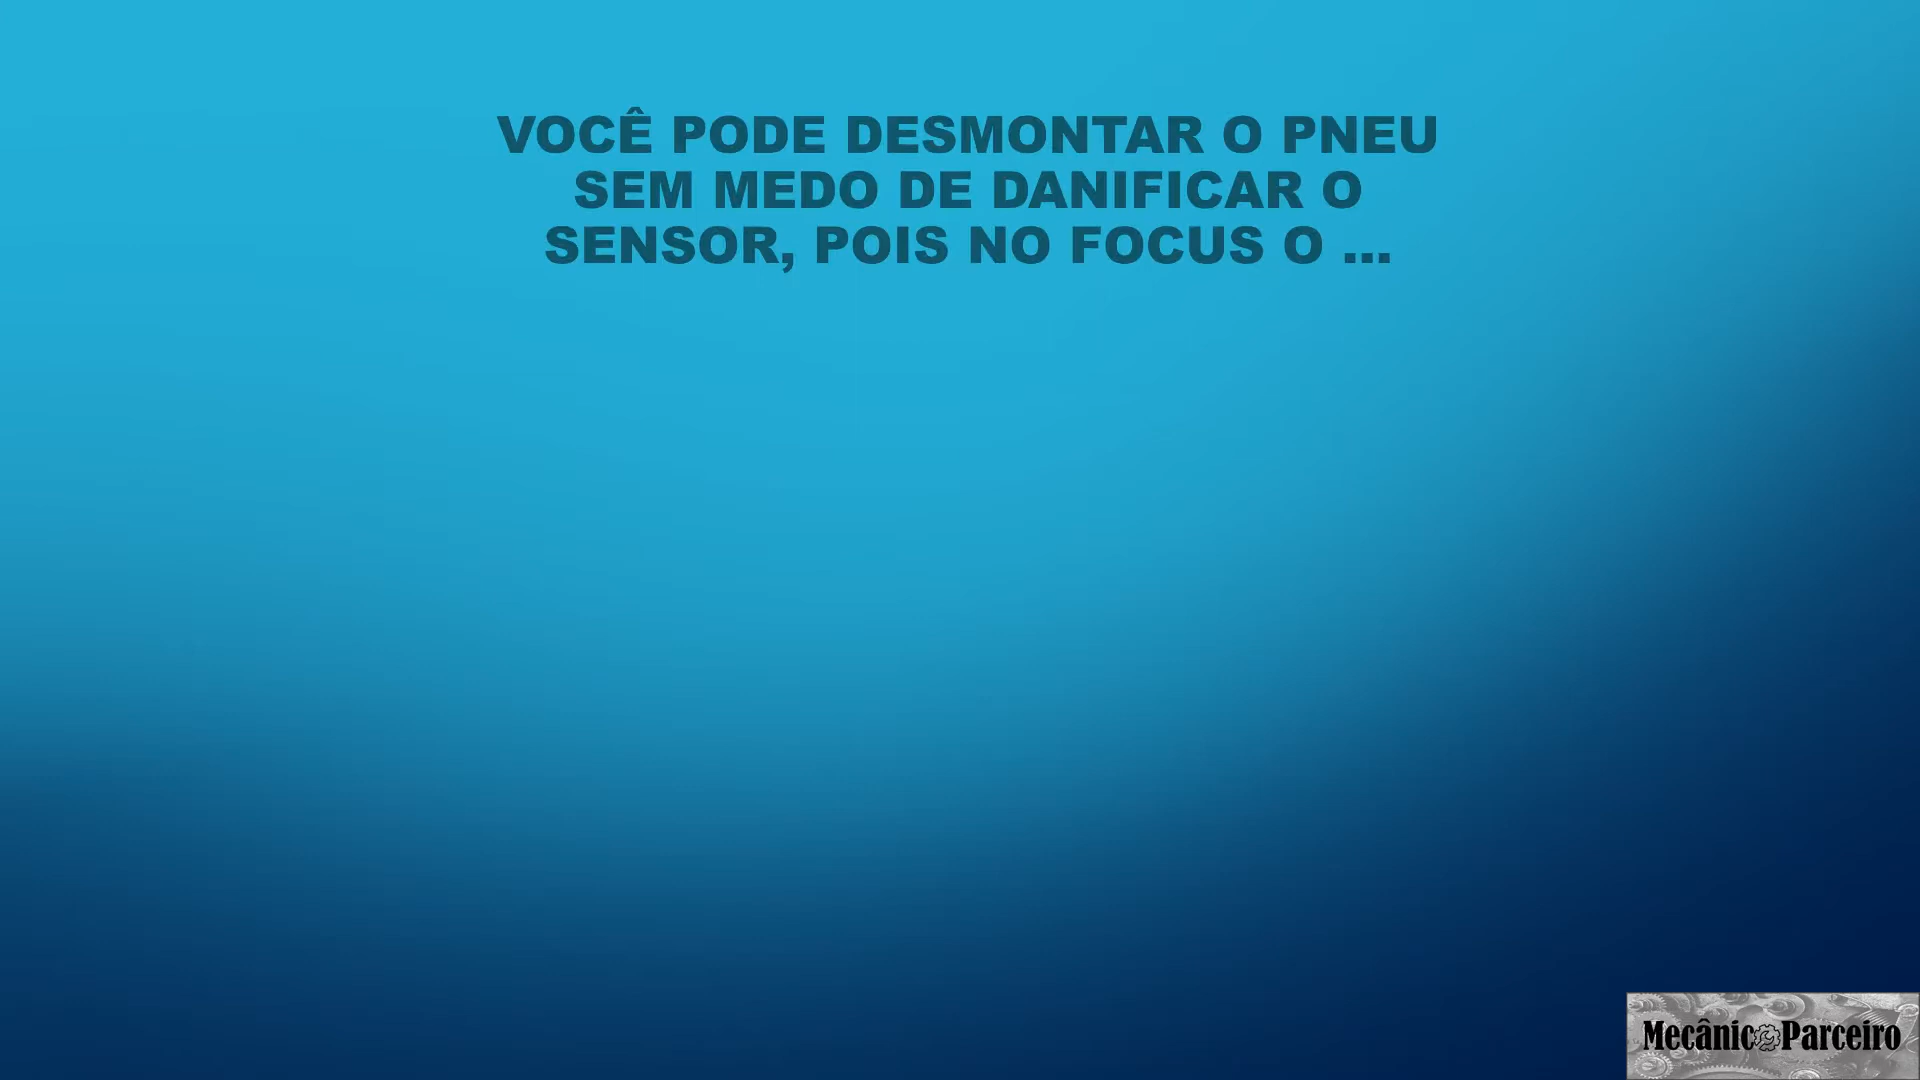 VOCÊ PODE DESMONTAR O PNEU
SEM MEDO DE DANIFICAR O
SENSOR, POIS NO FOCUS O ...
Mecânico Parceiro